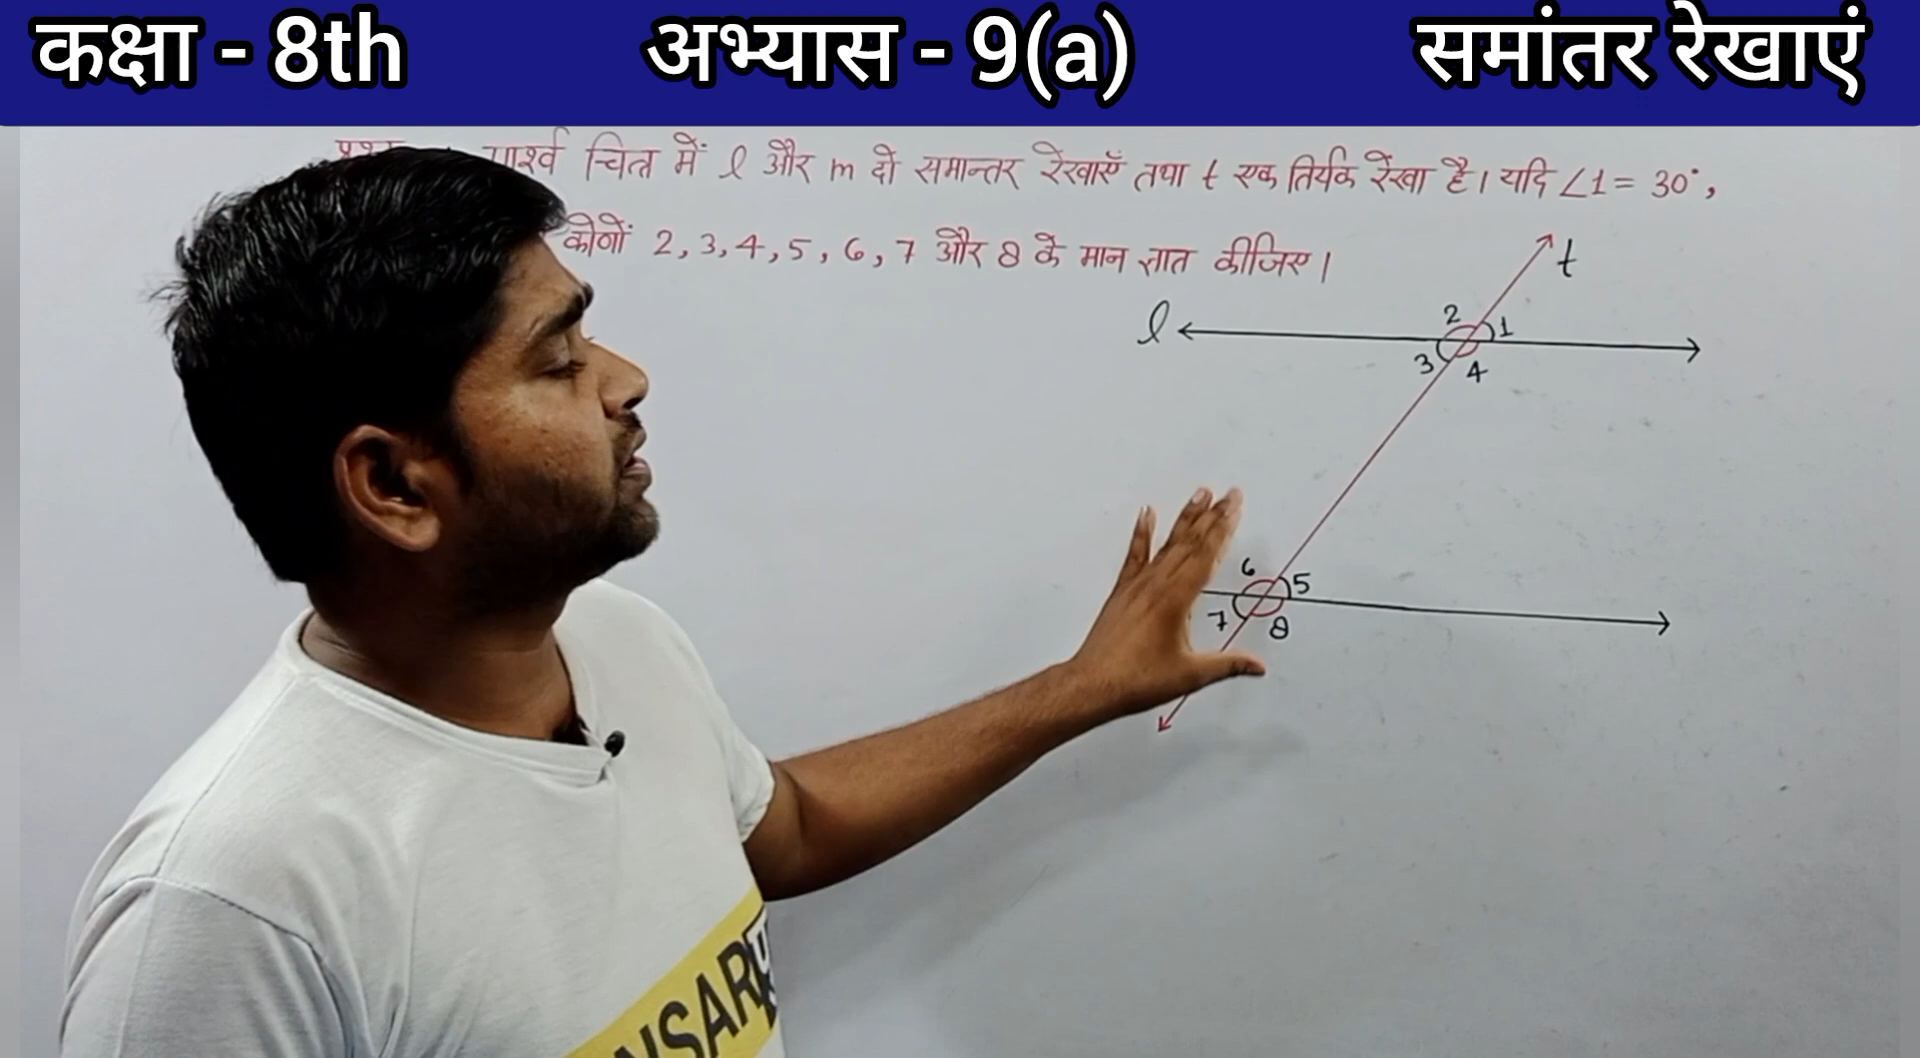 कक्षा - 8th अभ्यास - 9(a) समांतर रेखाएं
पार्श्व चित्र में l और m दो समान्तर रेखाएँ तथा t एक तिर्यक रेखा है। यदि ∠1 = 30°,
कोणों 2, 3, 4, 5, 6, 7 और 8 के मान ज्ञात कीजिए।
t
l
2 1
3 4
6 5
7 8